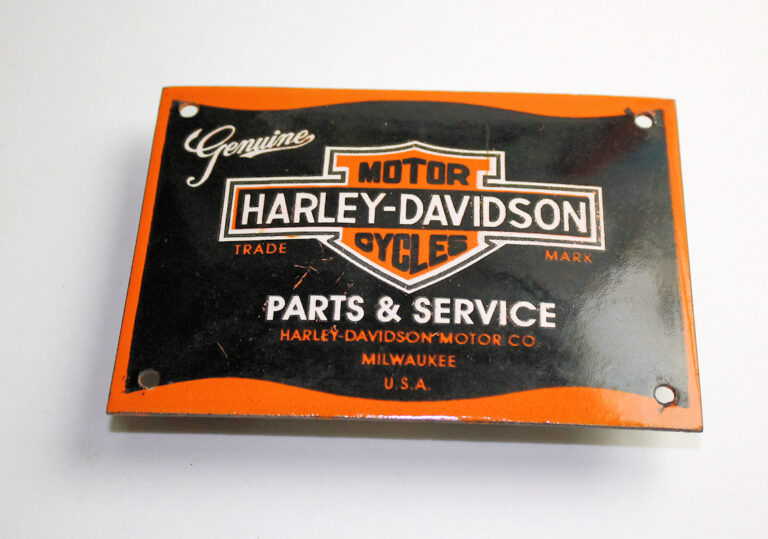 Genuine
MOTOR
HARLEY-DAVIDSON
CYCLES
TRADE MARK
PARTS & SERVICE
HARLEY-DAVIDSON MOTOR CO
MILWAUKEE
U.S.A.